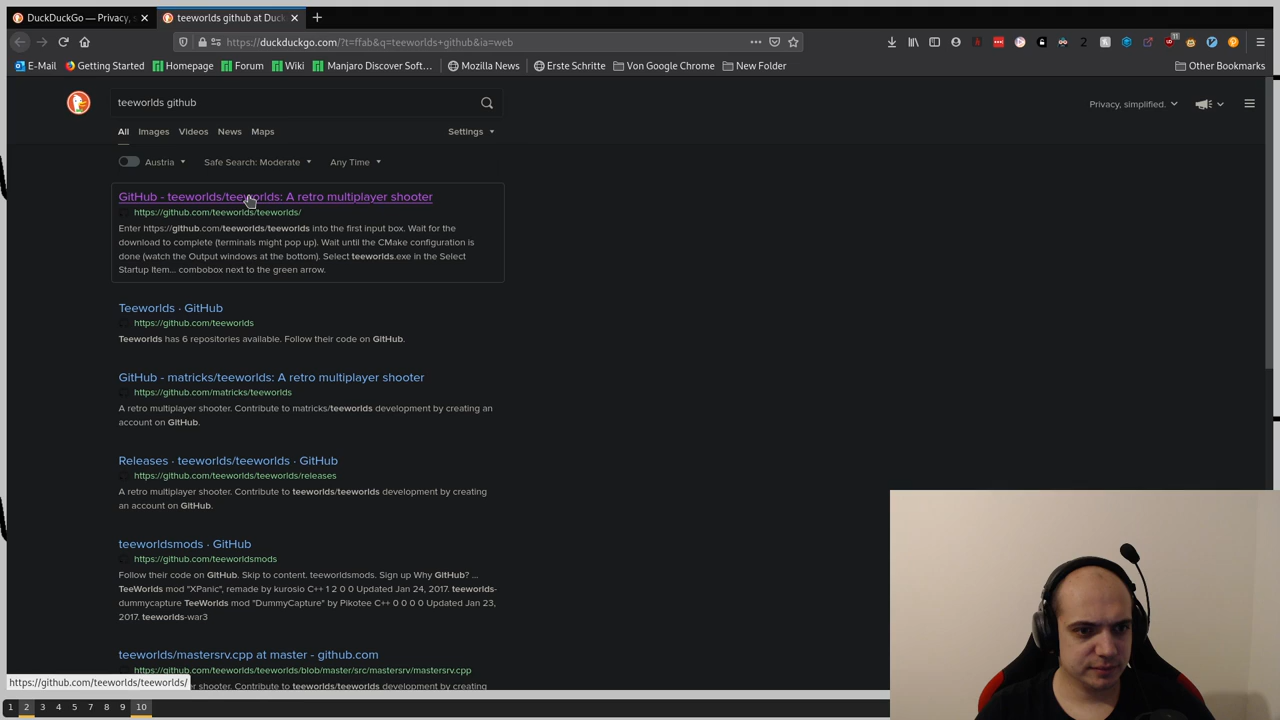 DuckDuckGo — Privacy, s
teeworlds github at Duck
https://duckduckgo.com/?t=ffab&q=teeworlds+github&ia=web
E-Mail
Getting Started
Homepage
Forum
Wiki
Manjaro Discover Soft...
Mozilla News
Erste Schritte
Von Google Chrome
New Folder
Other Bookmarks
teeworlds github
Privacy, simplified.
All Images Videos News Maps Settings
Austria Safe Search: Moderate Any Time
GitHub - teeworlds/teeworlds: A retro multiplayer shooter
https://github.com/teeworlds/teeworlds/
Enter https://github.com/teeworlds/teeworlds into the first input box. Wait for the
download to complete (terminals might pop up). Wait until the CMake configuration is
done (watch the Output windows at the bottom). Select teeworlds.exe in the Select
Startup Item... combobox next to the green arrow.
Teeworlds · GitHub
https://github.com/teeworlds
Teeworlds has 6 repositories available. Follow their code on GitHub.
GitHub - matricks/teeworlds: A retro multiplayer shooter
https://github.com/matricks/teeworlds
A retro multiplayer shooter. Contribute to matricks/teeworlds development by creating an
account on GitHub.
Releases · teeworlds/teeworlds · GitHub
https://github.com/teeworlds/teeworlds/releases
A retro multiplayer shooter. Contribute to teeworlds/teeworlds development by creating
an account on GitHub.
teeworldsmods · GitHub
https://github.com/teeworldsmods
Follow their code on GitHub. Skip to content. teeworldsmods. Sign up Why GitHub? ...
TeeWorlds mod "XPanic", remade by kurosio C++ 1 2 0 0 Updated Jan 24, 2017. teeworlds-
dummycapture TeeWorlds mod "DummyCapture" by Pikotee C++ 0 0 0 0 Updated Jan 23,
2017. teeworlds-war3
teeworlds/mastersrv.cpp at master - github.com
https://github.com/teeworlds/teeworlds/blob/master/src/mastersrv/mastersrv.cpp
er shooter. Contribute to teeworlds/teeworlds development by creating
https://github.com/teeworlds/teeworlds/
1 2 3 4 5 6 7 8 9 10